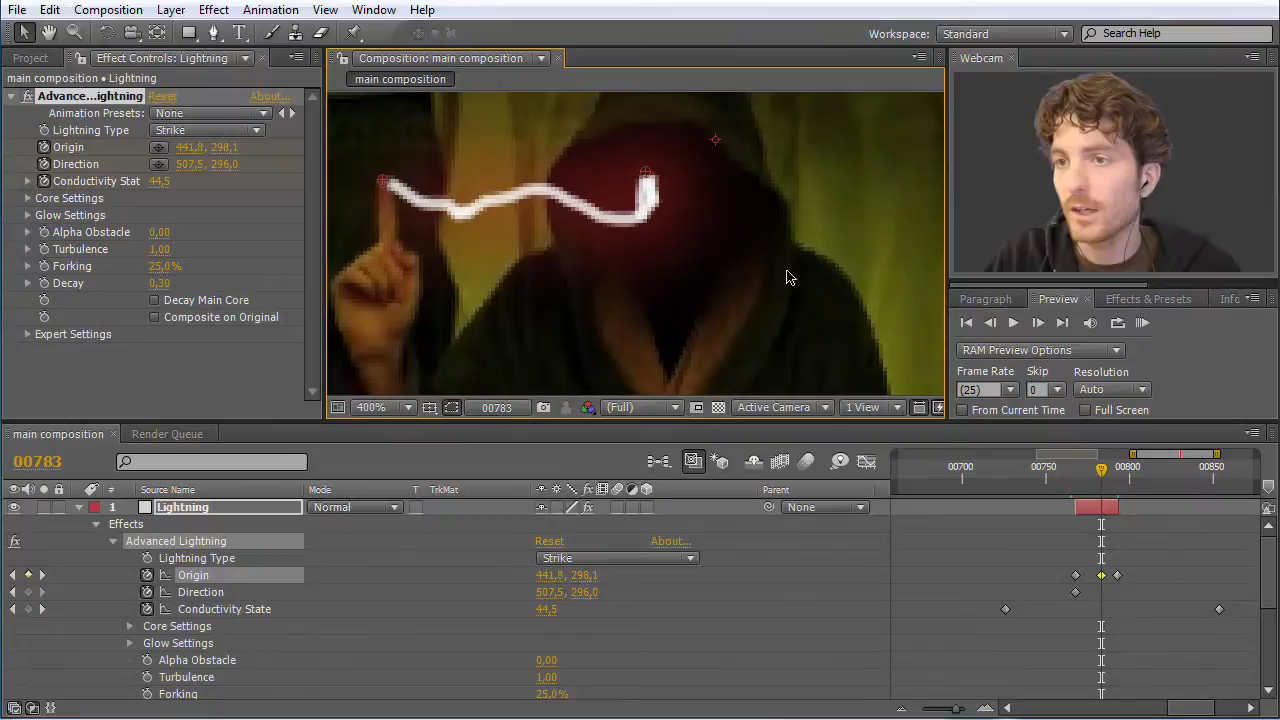 File Edit Composition Layer Effect Animation View Window Help
Workspace: Standard Search Help
Project Effect Controls: Lightning
Composition: main composition
Webcam
main composition • Lightning
main composition
Advance...ightning Reset About...
Animation Presets: None
Lightning Type Strike
Origin 441,8, 298,1
Direction 507,5, 296,0
Conductivity Stat 44,5
Core Settings
Glow Settings
Alpha Obstacle 0,00
Turbulence 1,00
Forking 25,0%
Decay 0,30
Decay Main Core
Composite on Original
Expert Settings
Paragraph Preview Effects & Presets Info
RAM Preview Options
Frame Rate Skip Resolution
(25) 0 Auto
From Current Time Full Screen
400% 00783 (Full) Active Camera 1 View
main composition Render Queue
00783
00700 00750 00800 00850
# Source Name Mode T TrkMat Parent
1 Lightning Normal None
Effects
fx Advanced Lightning Reset About...
Lightning Type Strike
Origin 441,8, 298,1
Direction 507,5, 296,0
Conductivity State 44,5
Core Settings
Glow Settings
Alpha Obstacle 0,00
Turbulence 1,00
Forking 25,0%